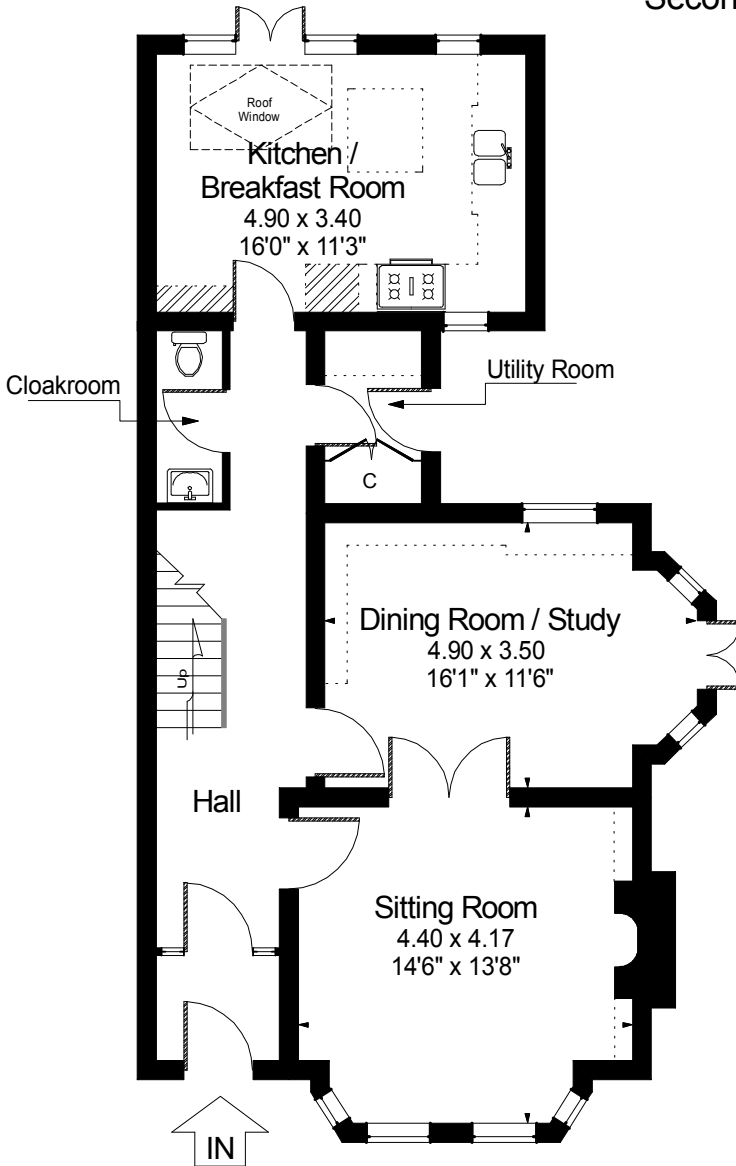 Secon
Roof
Window
Kitchen /
Breakfast Room
4.90 x 3.40
16'0" x 11'3"
Cloakroom
Utility Room
C
Dining Room / Study
4.90 x 3.50
16'1" x 11'6"
Up
Hall
Sitting Room
4.40 x 4.17
14'6" x 13'8"
IN